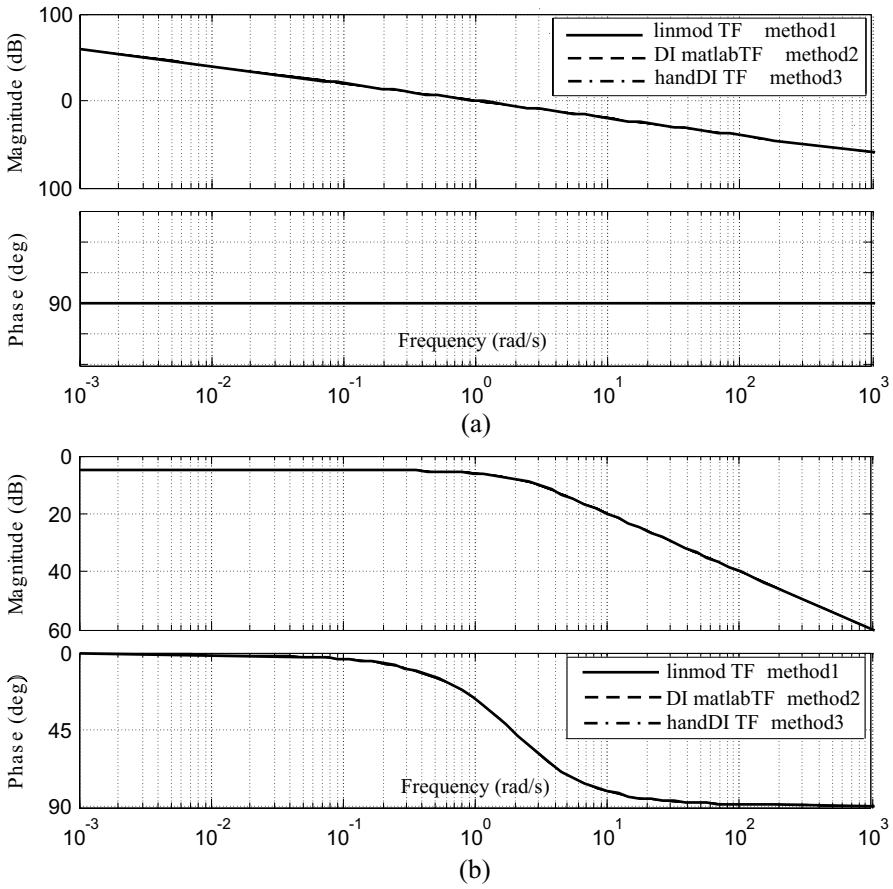 100
linmod TF method1
DI matlabTF method2
handDI TF method3
Magnitude (dB)
0
100
Phase (deg)
90
Frequency (rad/s)
10^-3 10^-2 10^-1 10^0 10^1 10^2 10^3
(a)
0
Magnitude (dB)
20
40
60
0
linmod TF method1
DI matlabTF method2
handDI TF method3
Phase (deg)
45
Frequency (rad/s)
90
10^-3 10^-2 10^-1 10^0 10^1 10^2 10^3
(b)